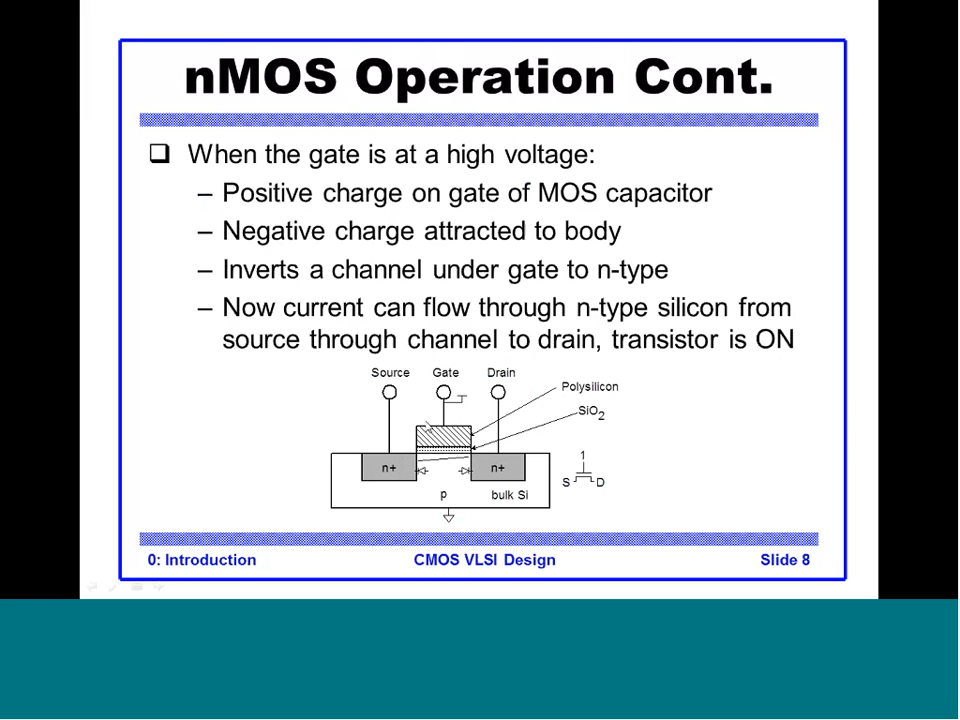 nMOS Operation Cont.
❑ When the gate is at a high voltage:
– Positive charge on gate of MOS capacitor
– Negative charge attracted to body
– Inverts a channel under gate to n-type
– Now current can flow through n-type silicon from
source through channel to drain, transistor is ON
Source Gate Drain
Polysilicon
SiO2
n+ n+
1
S D
p bulk Si
0: Introduction CMOS VLSI Design Slide 8